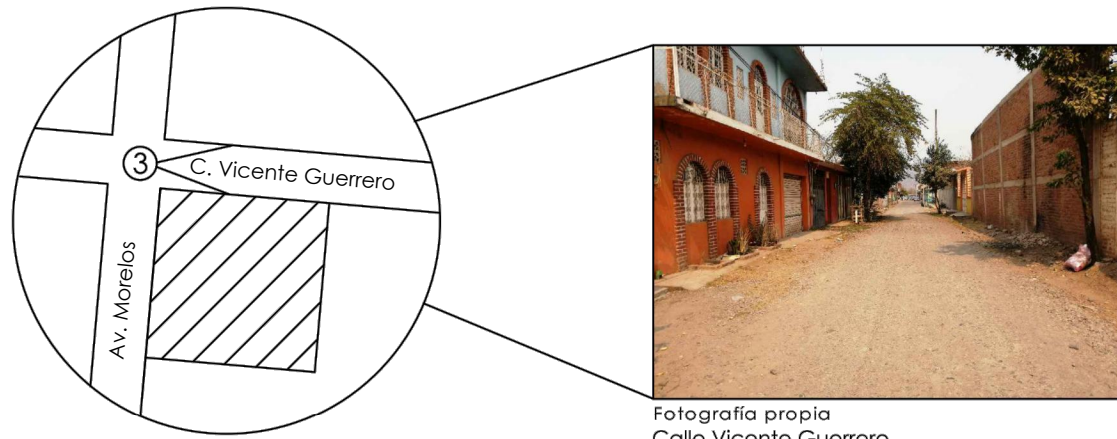 3
C. Vicente Guerrero
Av. Morelos
Fotografía propia
Calle Vicente Guerrero